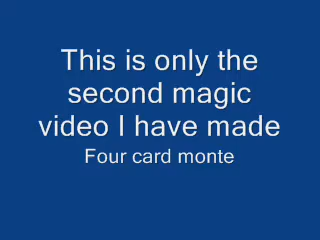 This is only the
second magic
video I have made
Four card monte